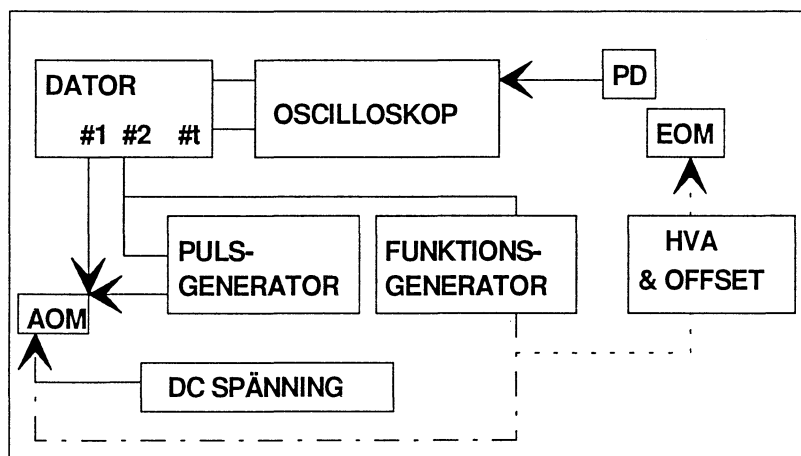 DATOR
#1 #2 #t
OSCILLOSKOP
PD
EOM
PULS-
GENERATOR
FUNKTIONS-
GENERATOR
HVA
& OFFSET
AOM
DC SPÄNNING